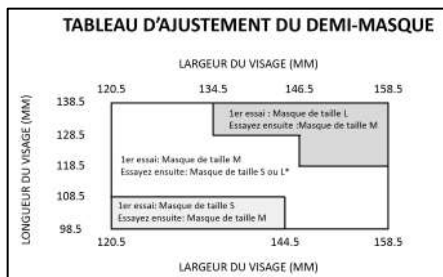 TABLEAU D'AJUSTEMENT DU DEMI-MASQUE
LARGEUR DU VISAGE (MM)
120.5 134.5 146.5 158.5
LONGUEUR DU VISAGE (MM)
138.5
128.5
118.5
108.5
98.5
1er essai : Masque de taille L
Essayez ensuite :Masque de taille M
1er essai: Masque de taille M
Essayez ensuite: Masque de taille S ou L*
1er essai: Masque de taille S
Essayez ensuite: Masque de taille M
120.5 144.5 158.5
LARGEUR DU VISAGE (MM)